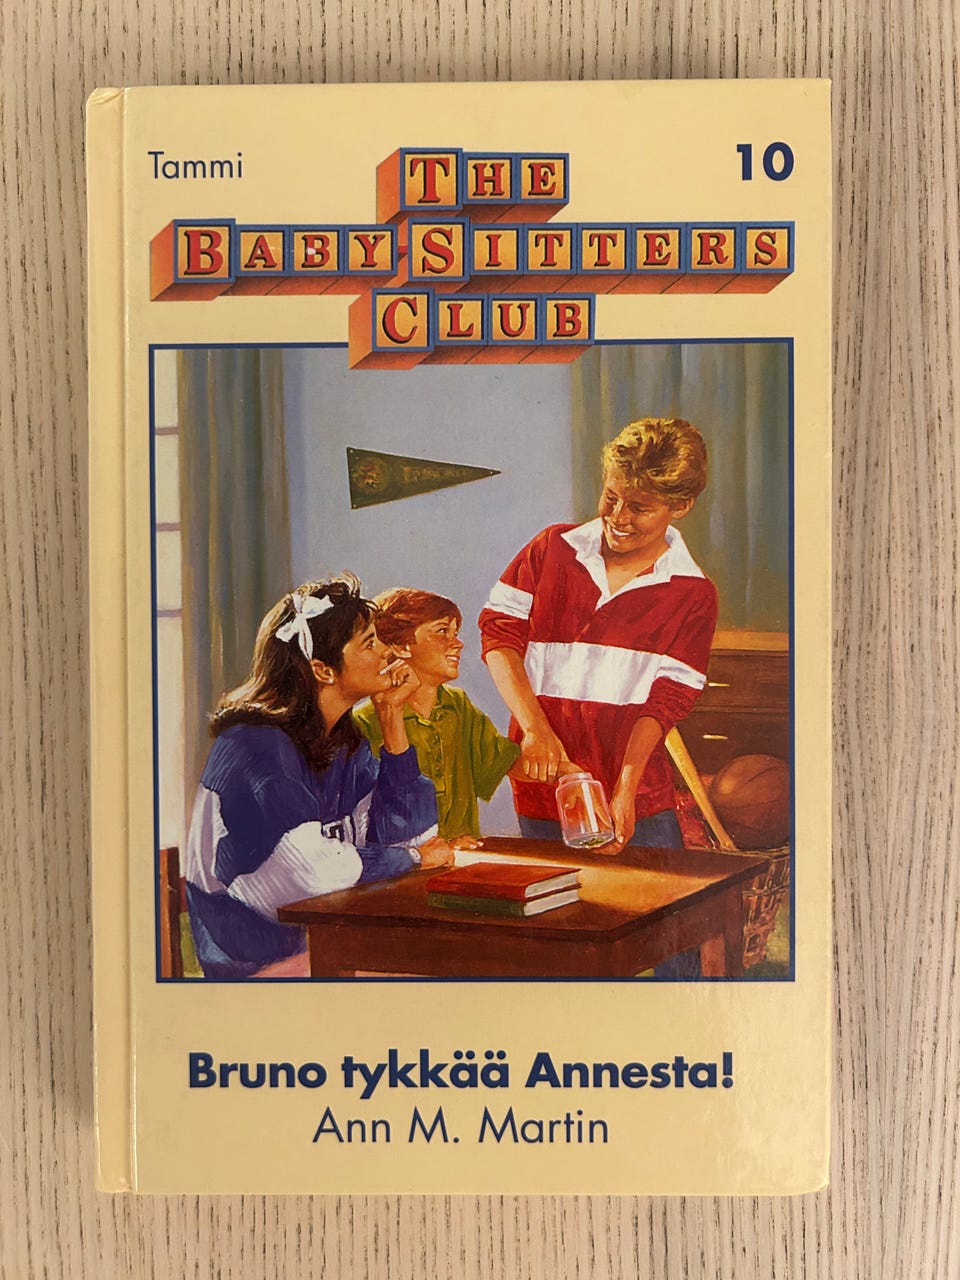 Tammi
10
THE
BABY-SITTERS
CLUB
Bruno tykkää Annesta!
Ann M. Martin